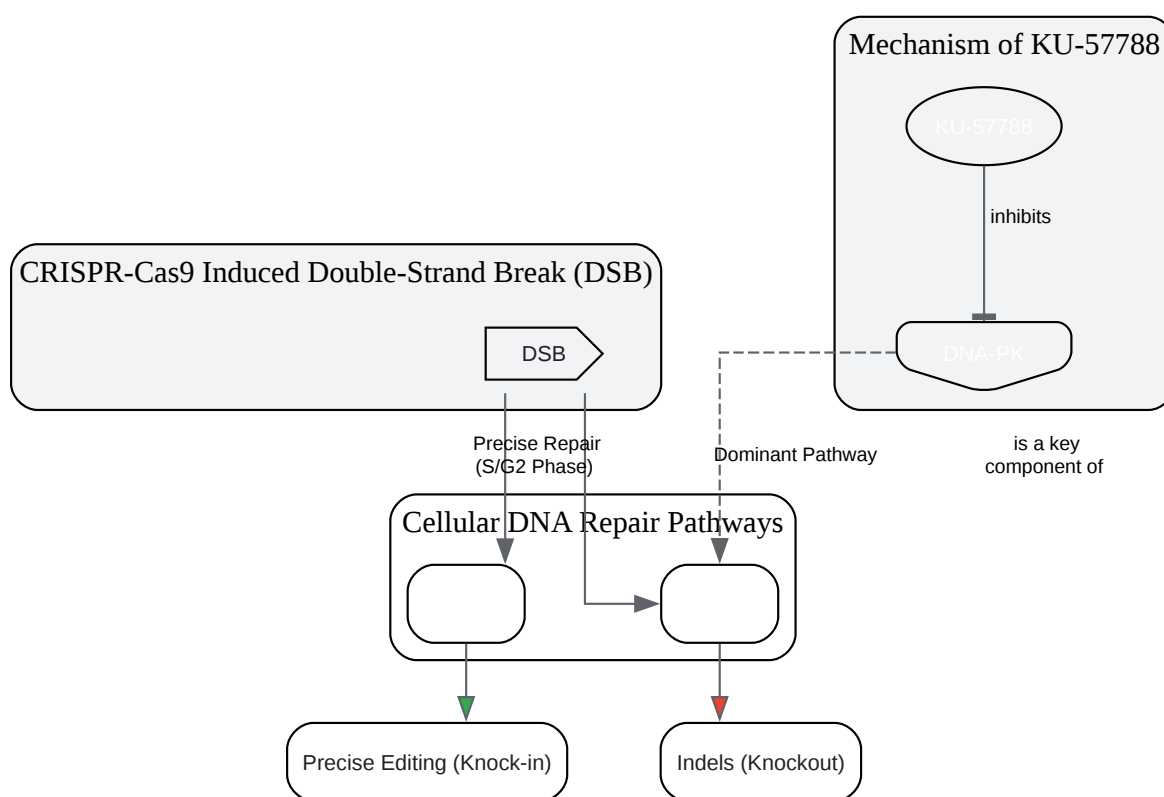 Mechanism of KU-57788
KU-57788
inhibits
CRISPR-Cas9 Induced Double-Strand Break (DSB)
DSB
DNA-PK
Precise Repair
(S/G2 Phase)
Dominant Pathway
is a key
component of
Cellular DNA Repair Pathways
Precise Editing (Knock-in)
Indels (Knockout)